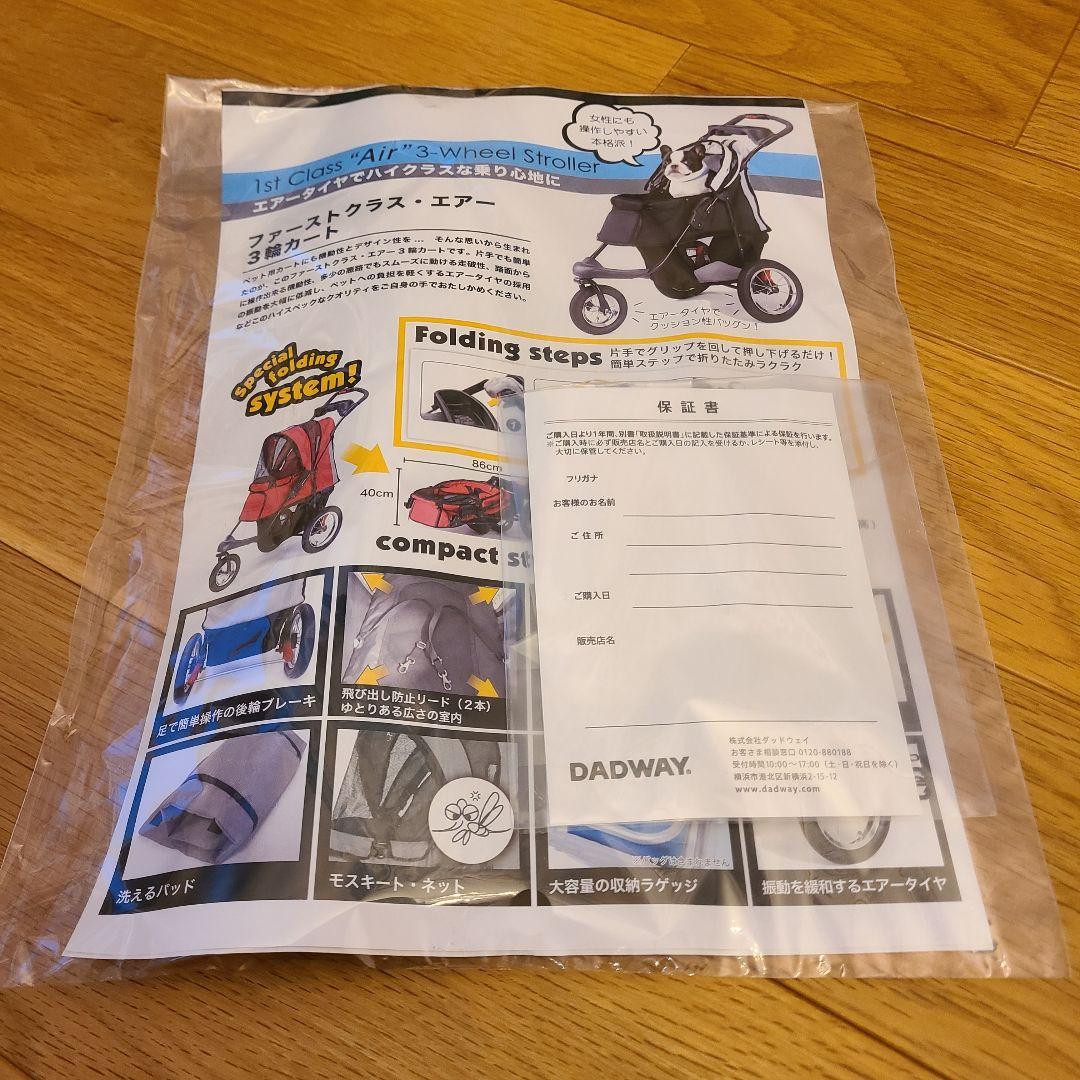 女性にも
操作しやすい
本格派！
1st Class "Air" 3-Wheel Stroller
エアータイヤでハイクラスな乗り心地に
ファーストクラス・エアー
3輪カート
ペット用カートにも機動性とデザイン性を… そんな思いから生まれ
たのが、このファーストクラス・エアー3輪カートです。片手でも簡単
に操作出来る機動性、多少の悪路でもスムーズに動ける走破性、路面から
の振動を大幅に低減し、ペットへの負担を軽くするエアータイヤの採用
などこのハイスペックなクオリティをご自身の手でおたしかめください。
エアータイヤで
クッション性バツグン！
Special
folding
system!
Folding steps
片手でグリップを回して押し下げるだけ！
簡単ステップで折りたたみラクラク
1
86cm
40cm
compact st
保証書
ご購入日より1年間、別書「取扱説明書」に記載した保証基準による保証を行います。
※ご購入時に必ず販売店名とご購入日の記入を受けるか、レシート等を添付し、
大切に保管してください。
フリガナ
お客様のお名前
ご住所
ご購入日
販売店名
DADWAY.
株式会社ダッドウェイ
お客さま相談窓口 0120-880188
受付時間10:00～17:00（土・日・祝日を除く）
横浜市港北区新横浜2-15-12
www.dadway.com
足で簡単操作の後輪ブレーキ
飛び出し防止リード（2本）
ゆとりある広さの室内
洗えるパッド
モスキート・ネット
※バッグは含まれません
大容量の収納ラゲッジ
振動を緩和するエアータイヤ